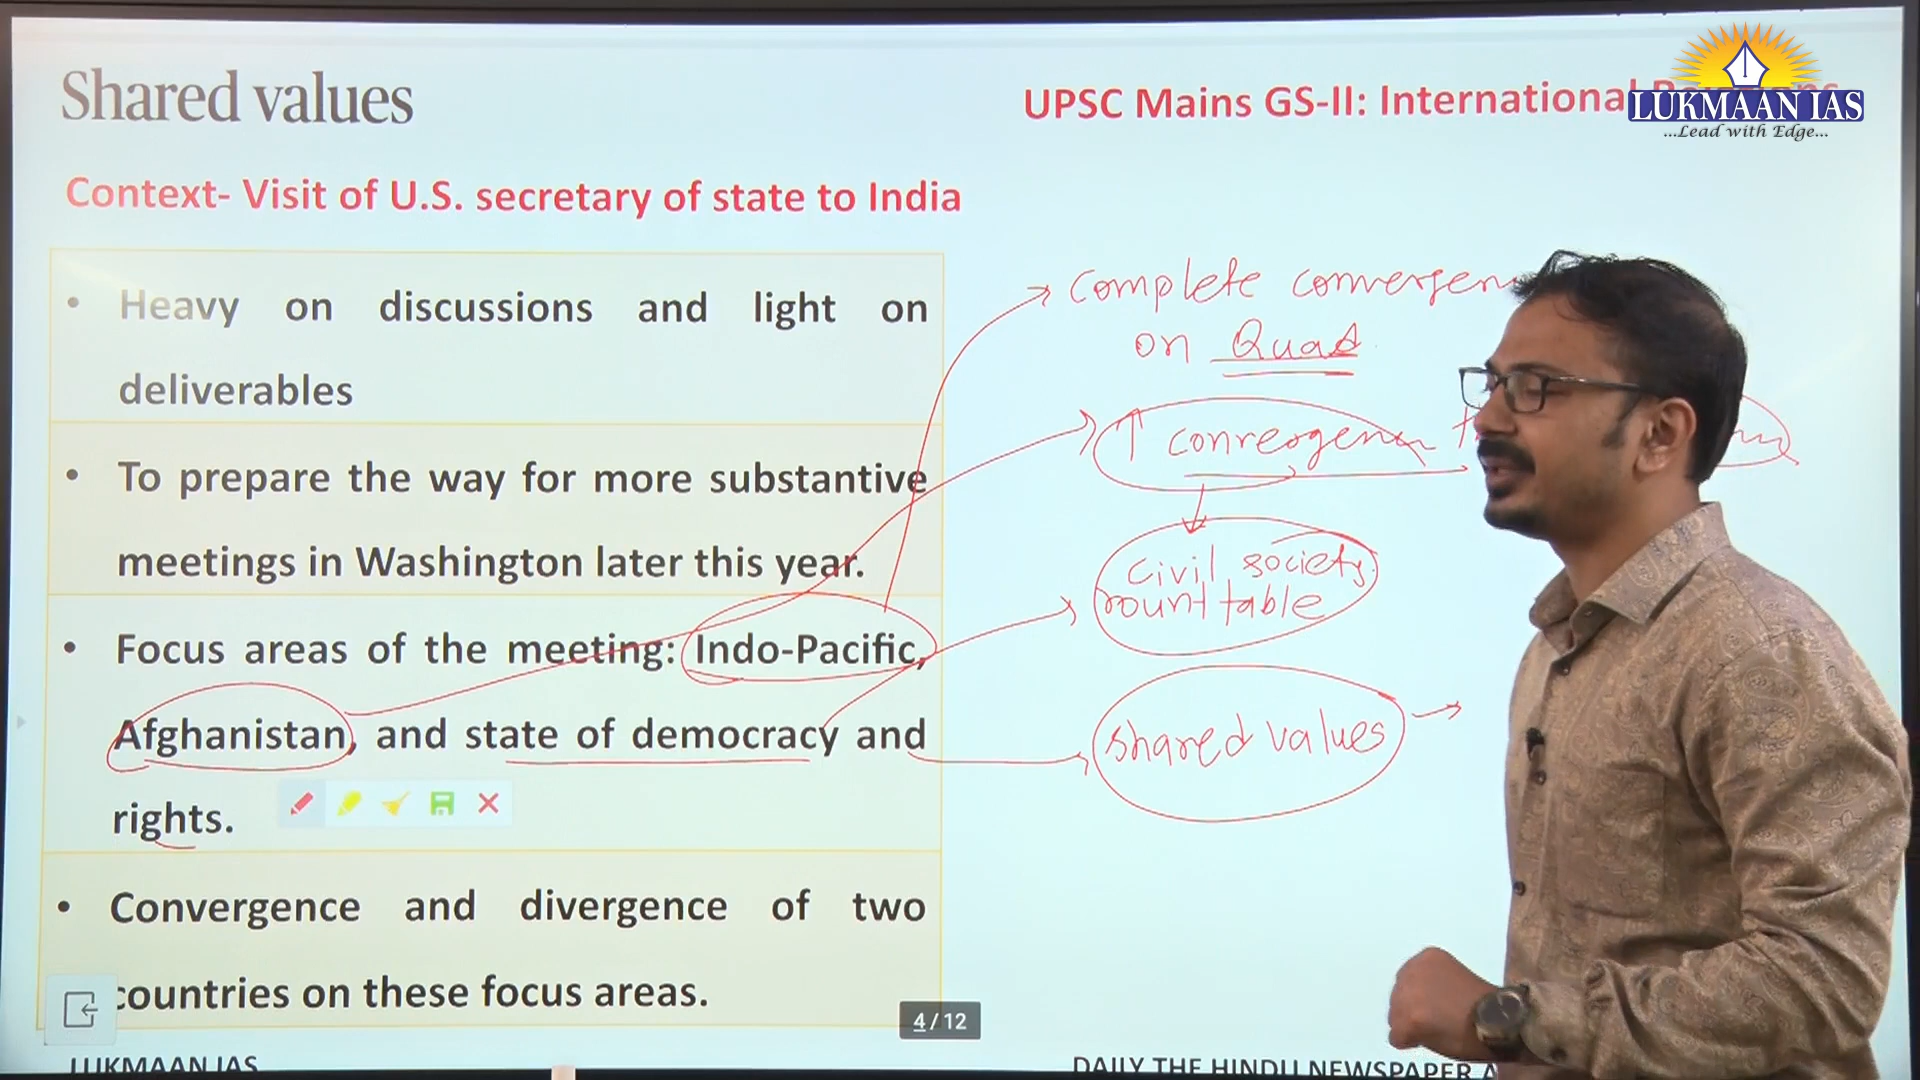 Shared values
UPSC Mains GS-II: International
LUKMAAN IAS
...Lead with Edge...
Context- Visit of U.S. secretary of state to India
• Heavy on discussions and light on
deliverables
• To prepare the way for more substantive
meetings in Washington later this year.
• Focus areas of the meeting: Indo-Pacific,
Afghanistan, and state of democracy and
rights.
• Convergence and divergence of two
countries on these focus areas.
complete convergen
on Quad
↑ convergence
civil society
rount table
shared values
4/12
LUKMAAN IAS
DAILY THE HINDU NEWSPAPER A